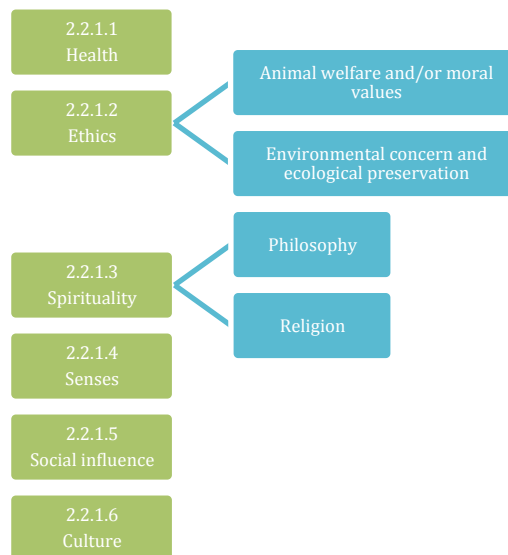 2.2.1.1
Health
2.2.1.2
Ethics
Animal welfare and/or moral
values
Environmental concern and
ecological preservation
2.2.1.3
Spirituality
Philosophy
Religion
2.2.1.4
Senses
2.2.1.5
Social influence
2.2.1.6
Culture